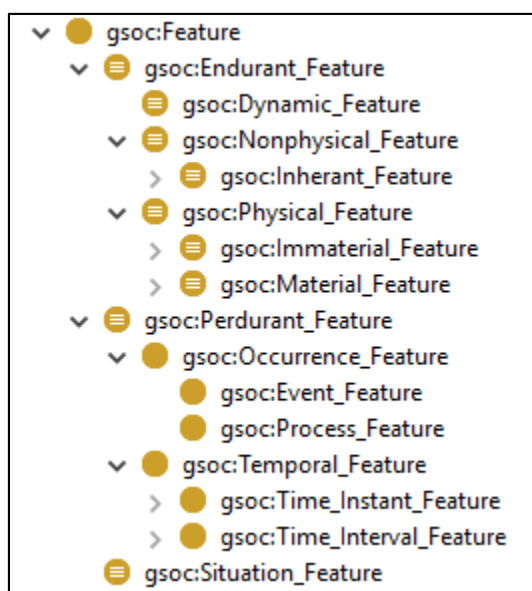 gsoc:Feature
gsoc:Endurant_Feature
gsoc:Dynamic_Feature
gsoc:Nonphysical_Feature
gsoc:Inherant_Feature
gsoc:Physical_Feature
gsoc:Immaterial_Feature
gsoc:Material_Feature
gsoc:Perdurant_Feature
gsoc:Occurrence_Feature
gsoc:Event_Feature
gsoc:Process_Feature
gsoc:Temporal_Feature
gsoc:Time_Instant_Feature
gsoc:Time_Interval_Feature
gsoc:Situation_Feature